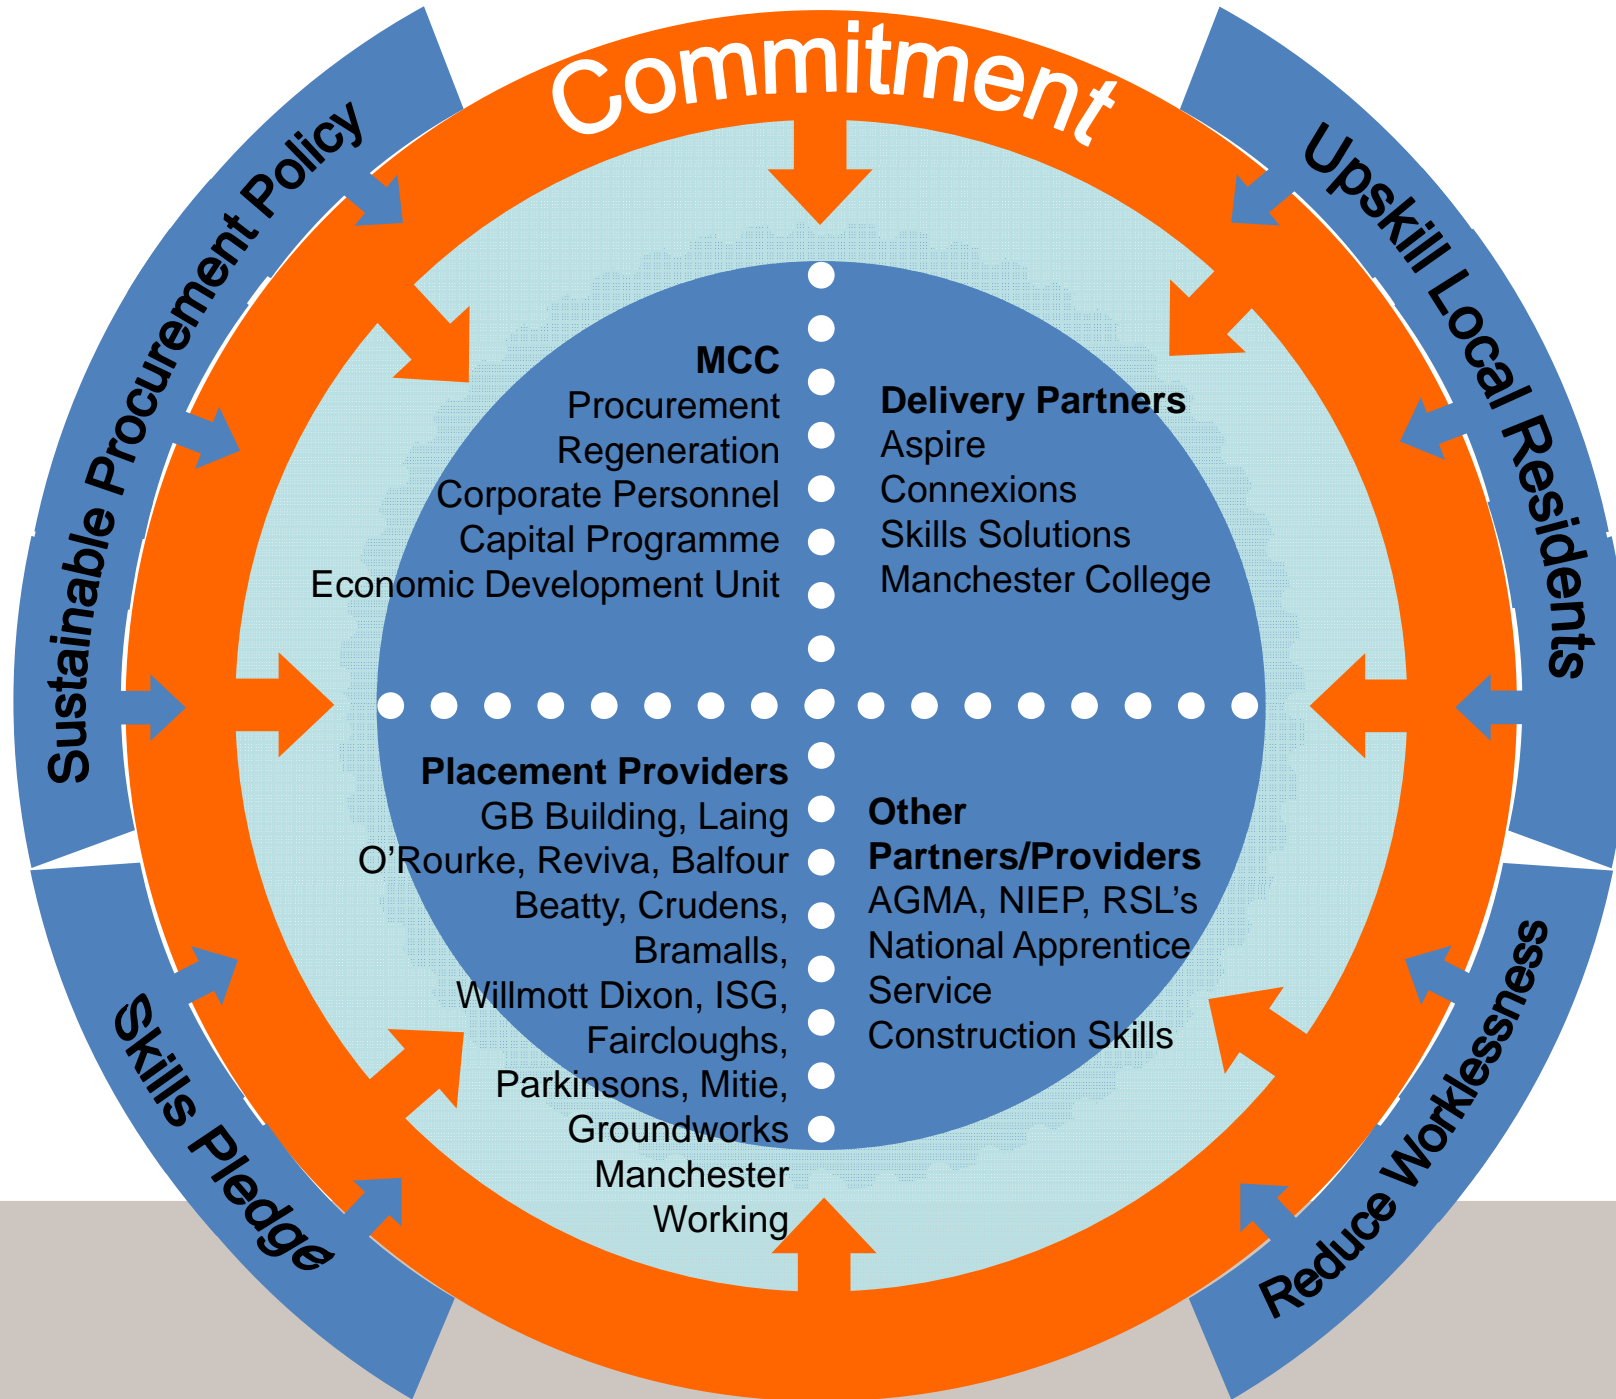 Commitment
Sustainable Procurement Policy
Upskill Local Residents
MCC
Procurement
Regeneration
Corporate Personnel
Capital Programme
Economic Development Unit
Delivery Partners
Aspire
Connexions
Skills Solutions
Manchester College
Placement Providers
GB Building, Laing
O’Rourke, Reviva, Balfour
Beatty, Crudens,
Bramalls,
Willmott Dixon, ISG,
Faircloughs,
Parkinsons, Mitie,
Groundworks
Manchester
Working
Other
Partners/Providers
AGMA, NIEP, RSL’s
National Apprentice
Service
Construction Skills
Skills Pledge
Reduce Worklessness